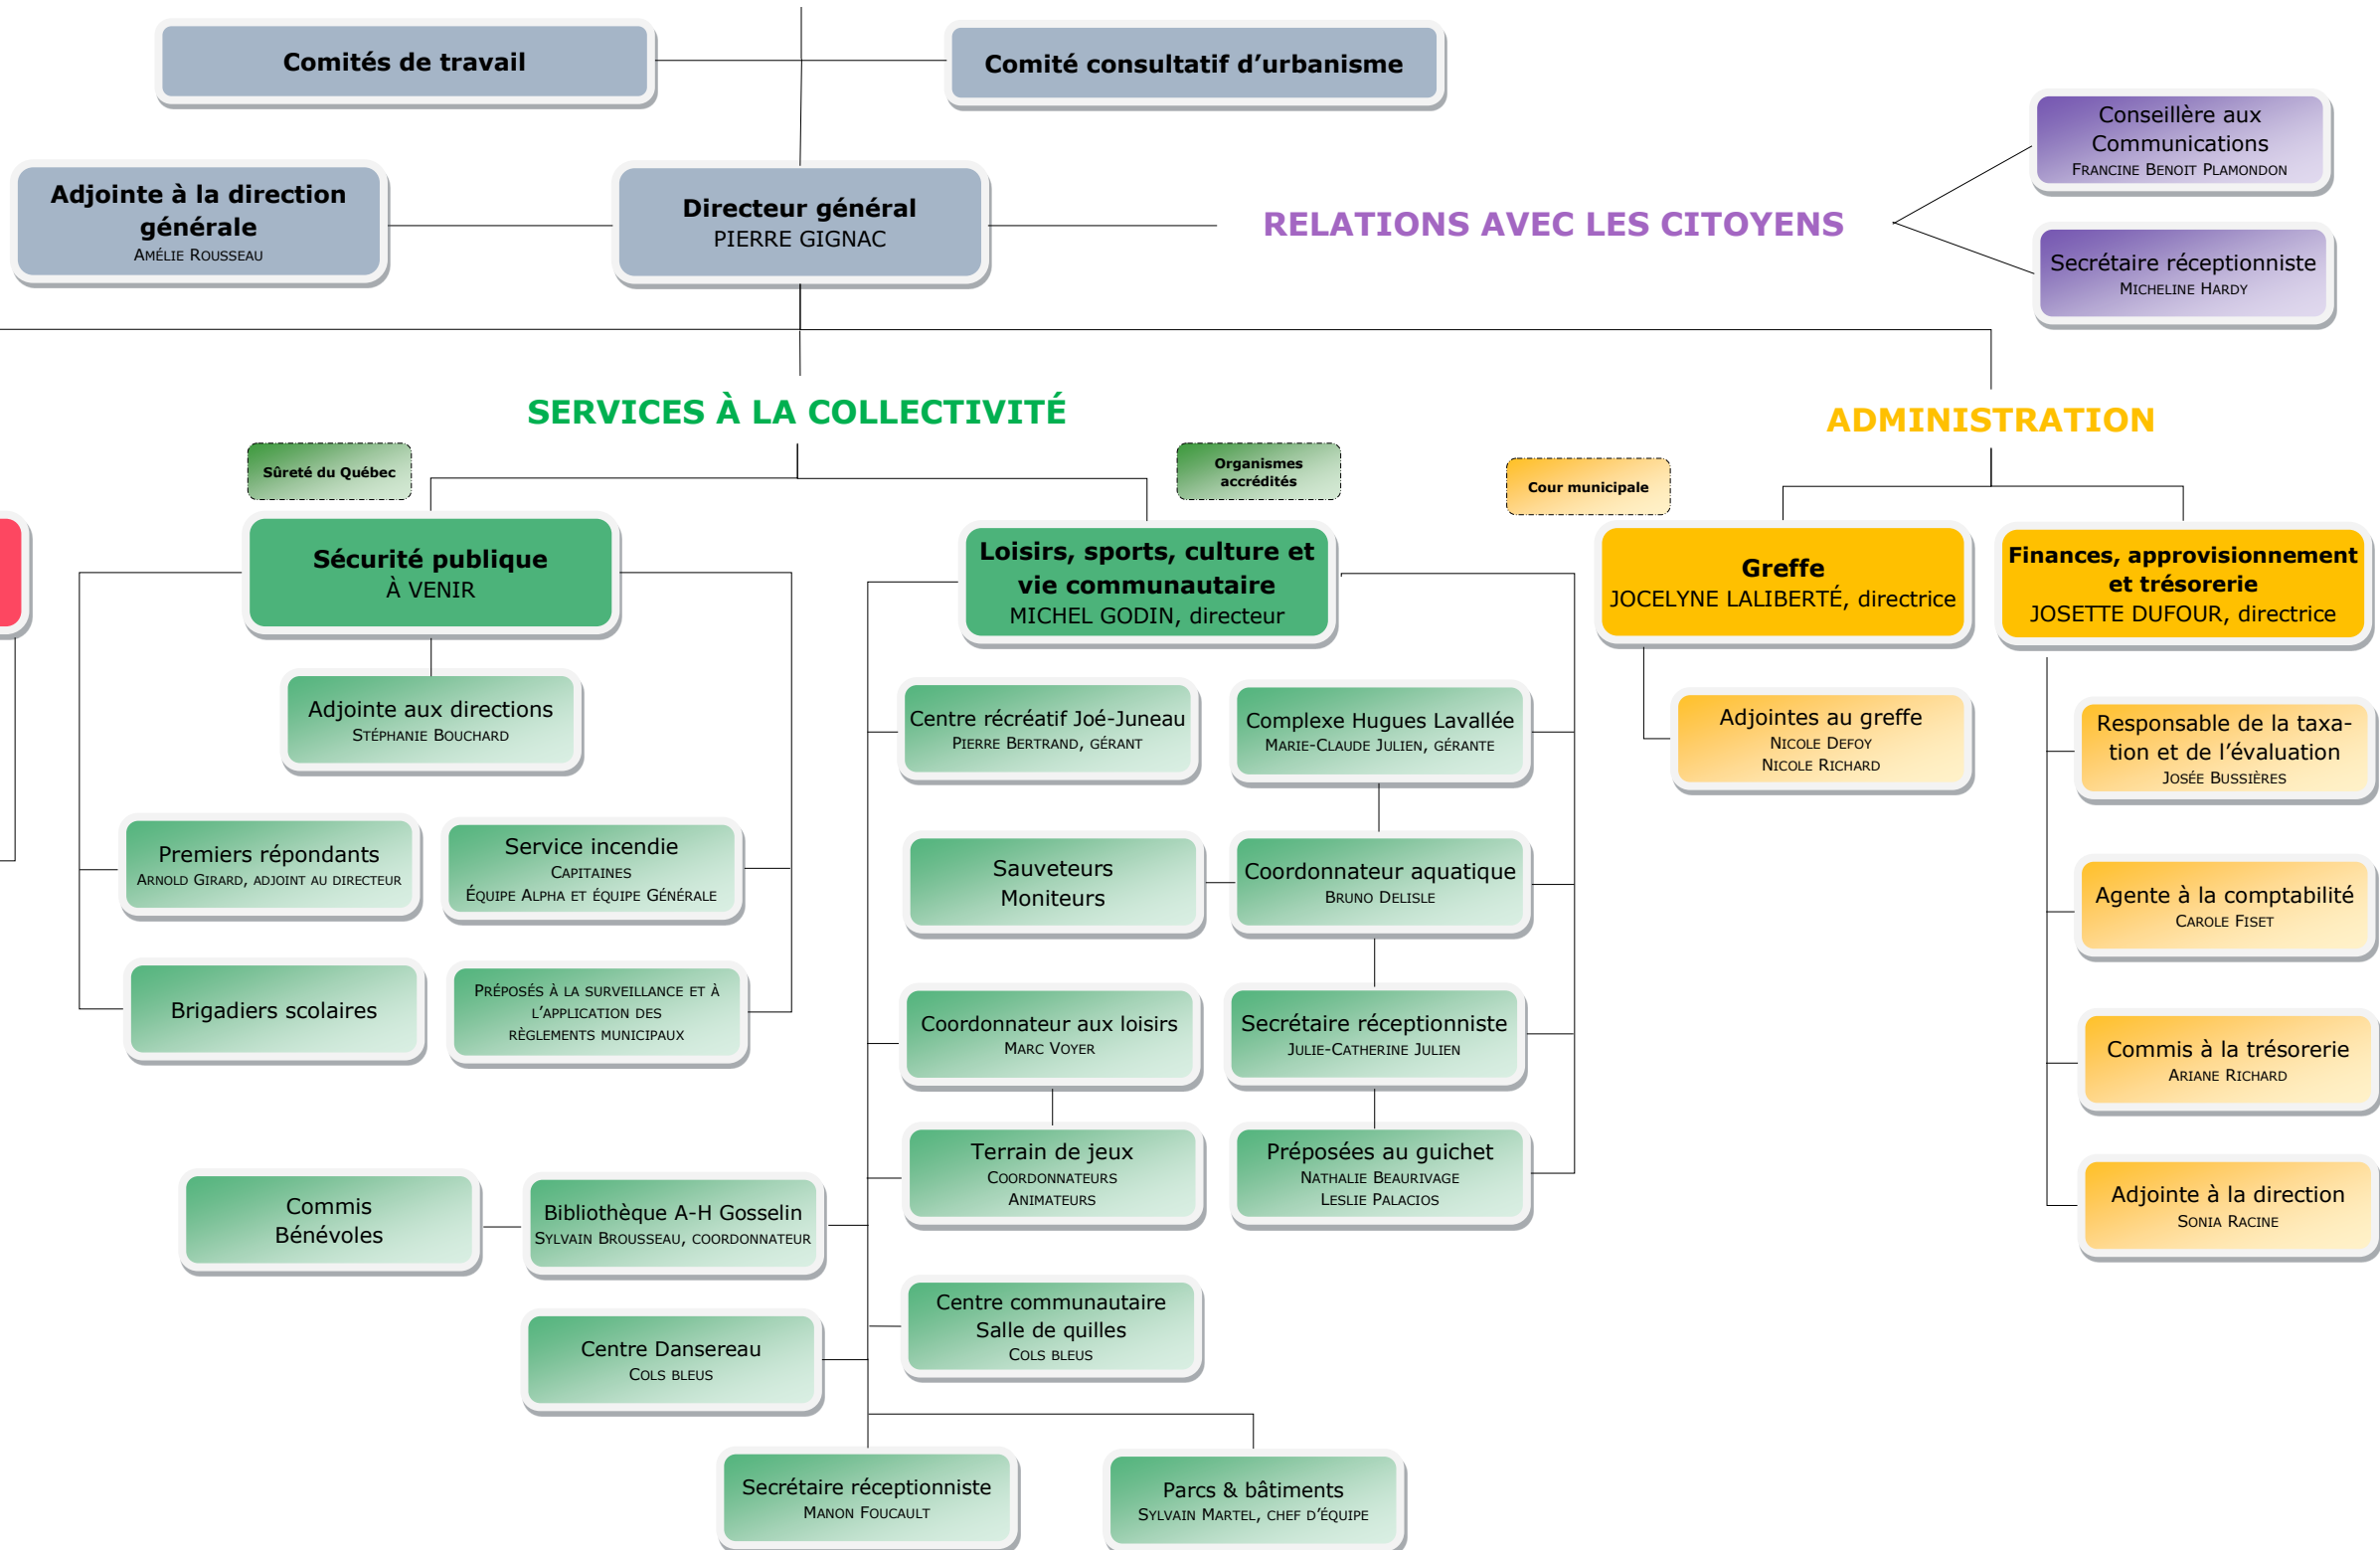 Comités de travail
Comité consultatif d’urbanisme
Conseillère aux
Communications
Francine Benoit Plamondon
Adjointe à la direction
générale
Amélie Rousseau
Directeur général
PIERRE GIGNAC
RELATIONS AVEC LES CITOYENS
Secrétaire réceptionniste
Micheline Hardy
SERVICES À LA COLLECTIVITÉ
ADMINISTRATION
Sûreté du Québec
Organismes
accrédités
Cour municipale
Sécurité publique
À VENIR
Loisirs, sports, culture et
vie communautaire
MICHEL GODIN, directeur
Greffe
JOCELYNE LALIBERTÉ, directrice
Finances, approvisionnement
et trésorerie
JOSETTE DUFOUR, directrice
Adjointe aux directions
Stéphanie Bouchard
Centre récréatif Joé-Juneau
Pierre Bertrand, gérant
Complexe Hugues Lavallée
Marie-Claude Julien, gérante
Adjointes au greffe
Nicole Defoy
Nicole Richard
Responsable de la taxa-
tion et de l’évaluation
Josée Bussières
Premiers répondants
Arnold Girard, adjoint au directeur
Service incendie
Capitaines
Équipe Alpha et équipe Générale
Sauveteurs
Moniteurs
Coordonnateur aquatique
Bruno Delisle
Agente à la comptabilité
Carole Fiset
Brigadiers scolaires
Préposés à la surveillance et à
l’application des
règlements municipaux
Coordonnateur aux loisirs
Marc Voyer
Secrétaire réceptionniste
Julie-Catherine Julien
Commis à la trésorerie
Ariane Richard
Terrain de jeux
Coordonnateurs
Animateurs
Préposées au guichet
Nathalie Beaurivage
Leslie Palacios
Adjointe à la direction
Sonia Racine
Commis
Bénévoles
Bibliothèque A-H Gosselin
Sylvain Brousseau, coordonnateur
Centre communautaire
Salle de quilles
Cols bleus
Centre Dansereau
Cols bleus
Secrétaire réceptionniste
Manon Foucault
Parcs & bâtiments
Sylvain Martel, chef d’équipe